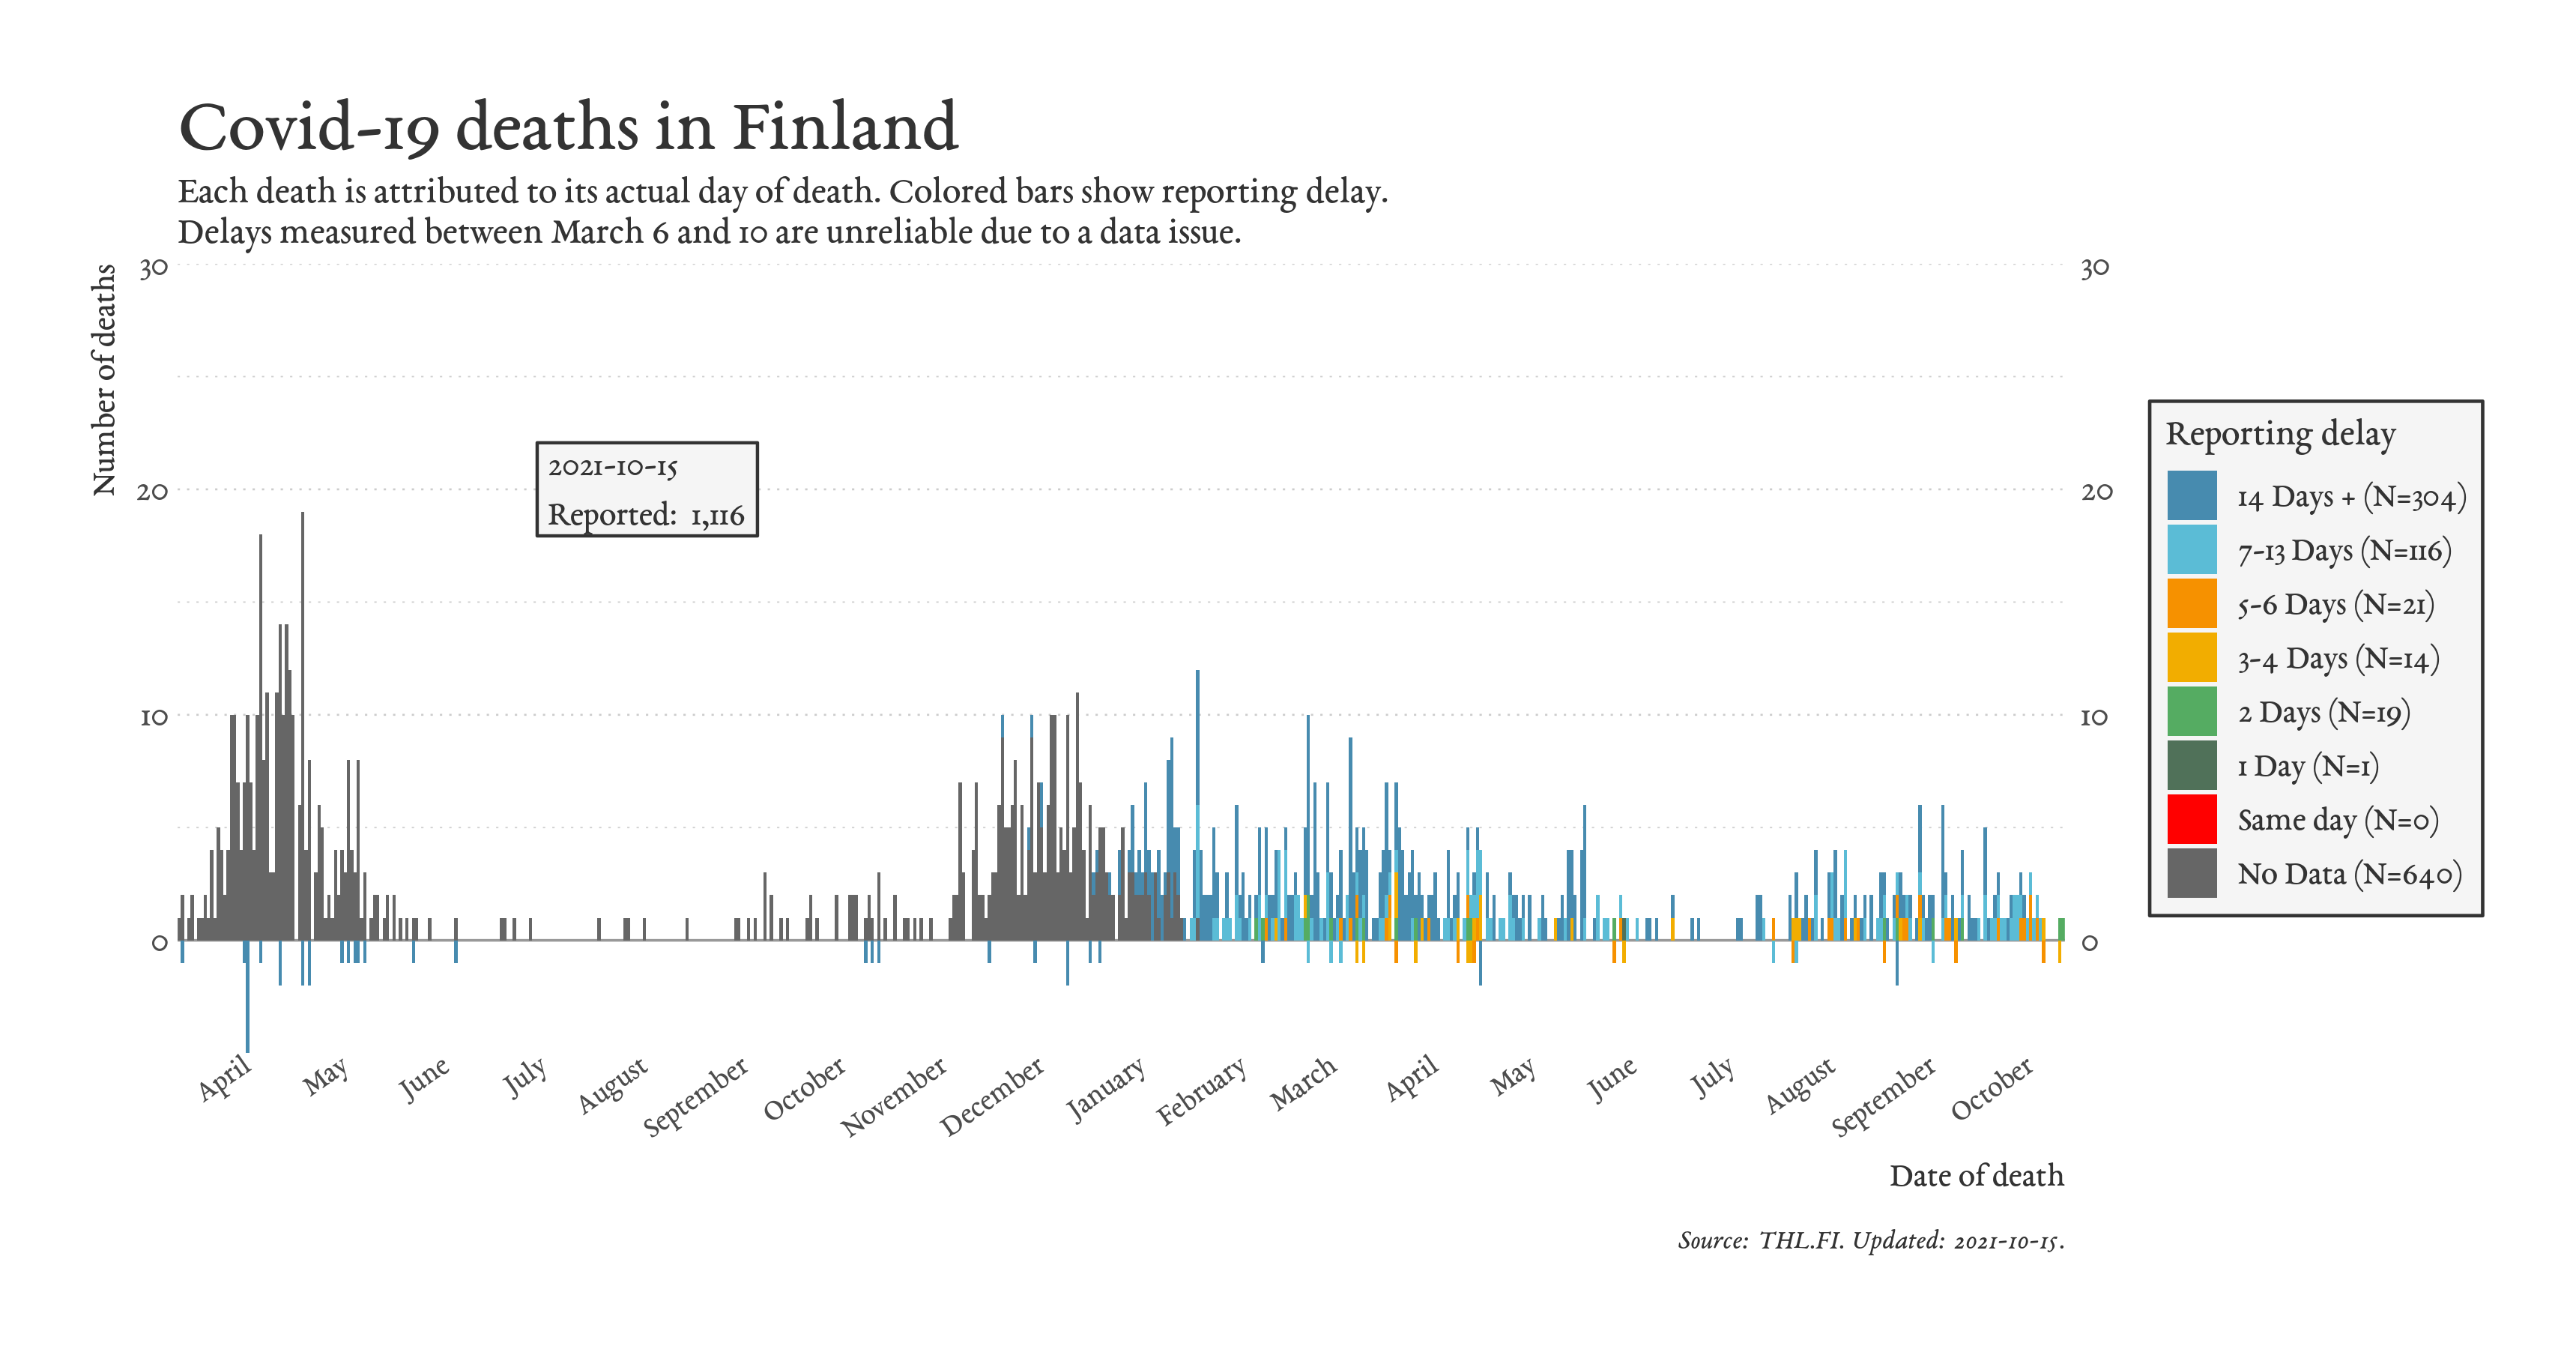 Covid-19 deaths in Finland
Each death is attributed to its actual day of death. Colored bars show reporting delay.
Delays measured between March 6 and 10 are unreliable due to a data issue.
Number of deaths
30
20
10
0
30
20
10
0
2021-10-15
Reported: 1,116
Reporting delay
14 Days + (N=304)
7-13 Days (N=116)
5-6 Days (N=21)
3-4 Days (N=14)
2 Days (N=19)
1 Day (N=1)
Same day (N=0)
No Data (N=640)
April
May
June
July
August
September
October
November
December
January
February
March
April
May
June
July
August
September
October
Date of death
Source: THL.FI. Updated: 2021-10-15.